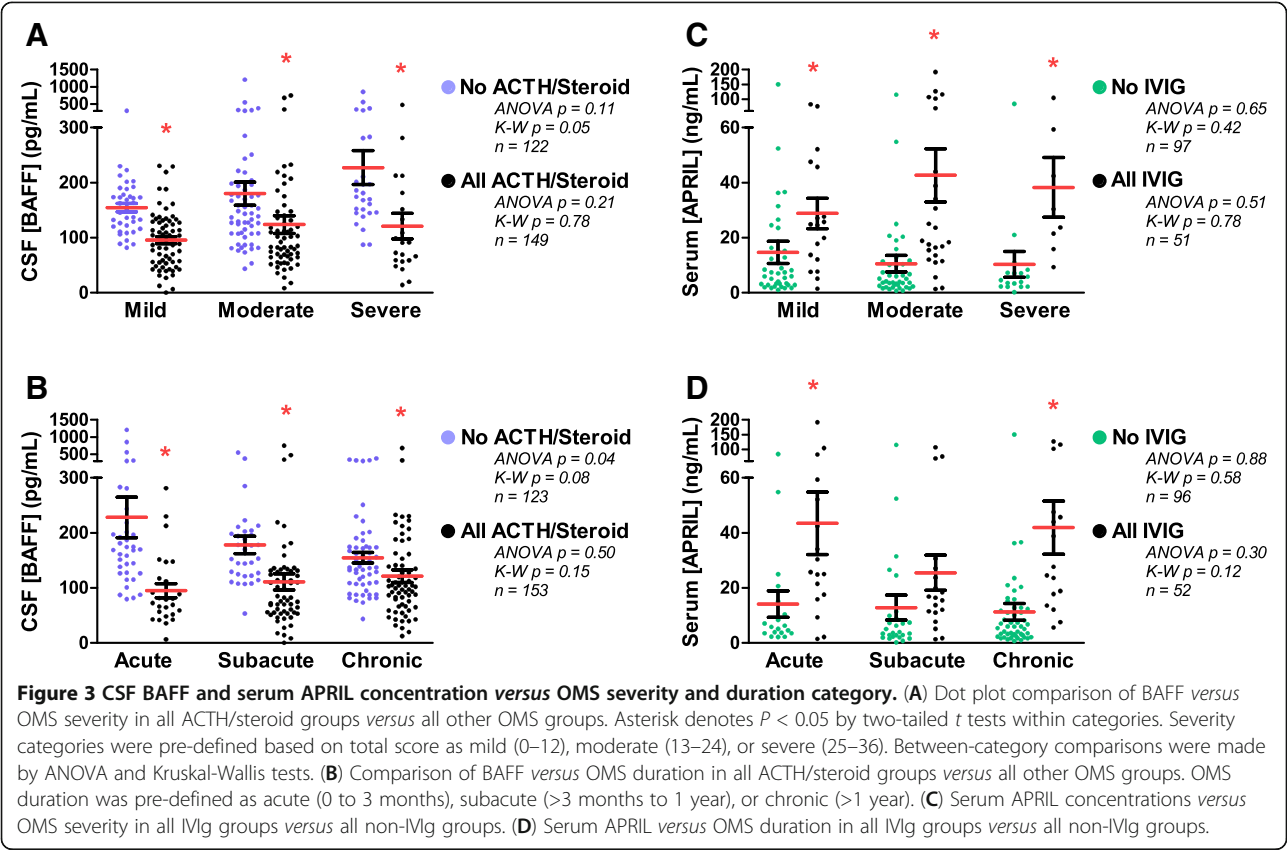 A
CSF [BAFF] (pg/mL)
1500
1000
500
300
200
100
0
*
*
*
Mild
Moderate
Severe
No ACTH/Steroid
ANOVA p = 0.11
K-W p = 0.05
n = 122
All ACTH/Steroid
ANOVA p = 0.21
K-W p = 0.78
n = 149
C
Serum [APRIL] (ng/mL)
200
150
100
60
40
20
0
*
*
*
Mild
Moderate
Severe
No IVIG
ANOVA p = 0.65
K-W p = 0.42
n = 97
All IVIG
ANOVA p = 0.51
K-W p = 0.78
n = 51
B
CSF [BAFF] (pg/mL)
1500
1000
500
300
200
100
0
*
*
*
Acute
Subacute
Chronic
No ACTH/Steroid
ANOVA p = 0.04
K-W p = 0.08
n = 123
All ACTH/Steroid
ANOVA p = 0.50
K-W p = 0.15
n = 153
D
Serum [APRIL] (ng/mL)
200
150
100
60
40
20
0
*
*
Acute
Subacute
Chronic
No IVIG
ANOVA p = 0.88
K-W p = 0.58
n = 96
All IVIG
ANOVA p = 0.30
K-W p = 0.12
n = 52
Figure 3 CSF BAFF and serum APRIL concentration versus OMS severity and duration category. (A) Dot plot comparison of BAFF versus
OMS severity in all ACTH/steroid groups versus all other OMS groups. Asterisk denotes P < 0.05 by two-tailed t tests within categories. Severity
categories were pre-defined based on total score as mild (0–12), moderate (13–24), or severe (25–36). Between-category comparisons were made
by ANOVA and Kruskal-Wallis tests. (B) Comparison of BAFF versus OMS duration in all ACTH/steroid groups versus all other OMS groups. OMS
duration was pre-defined as acute (0 to 3 months), subacute (>3 months to 1 year), or chronic (>1 year). (C) Serum APRIL concentrations versus
OMS severity in all IVIg groups versus all non-IVIg groups. (D) Serum APRIL versus OMS duration in all IVIg groups versus all non-IVIg groups.